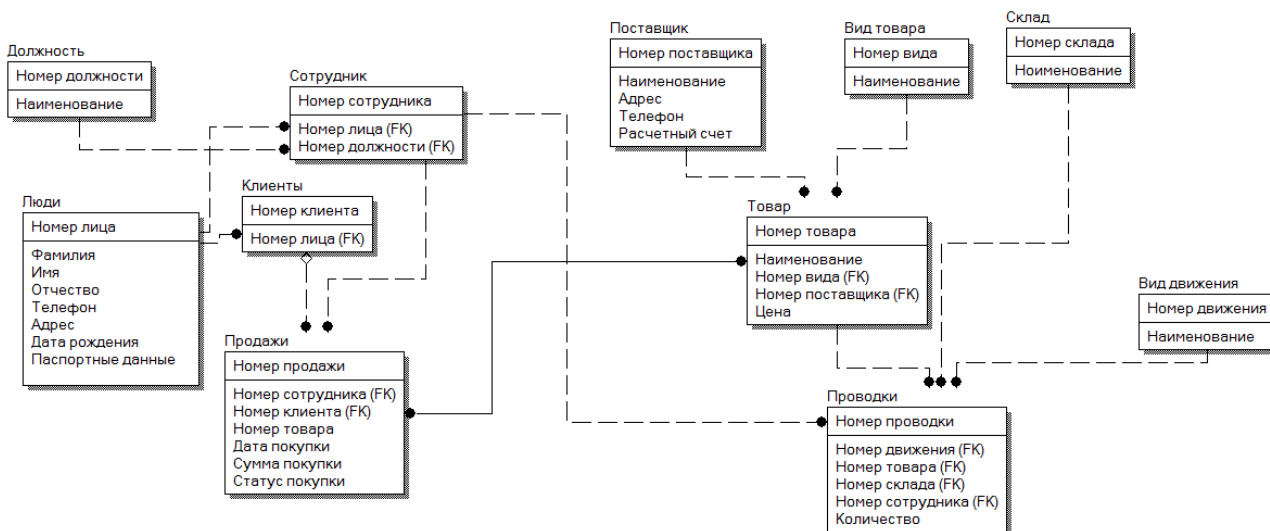 Должность
Номер должности
Наименование
Сотрудник
Номер сотрудника
Номер лица (FK)
Номер должности (FK)
Поставщик
Номер поставщика
Наименование
Адрес
Телефон
Расчетный счет
Вид товара
Номер вида
Наименование
Склад
Номер склада
Ноименование
Люди
Номер лица
Фамилия
Имя
Отчество
Телефон
Адрес
Дата рождения
Паспортные данные
Клиенты
Номер клиента
Номер лица (FK)
Товар
Номер товара
Наименование
Номер вида (FK)
Номер поставщика (FK)
Цена
Вид движения
Номер движения
Наименование
Продажи
Номер продажи
Номер сотрудника (FK)
Номер клиента (FK)
Номер товара
Дата покупки
Сумма покупки
Статус покупки
Проводки
Номер проводки
Номер движения (FK)
Номер товара (FK)
Номер склада (FK)
Номер сотрудника (FK)
Количество